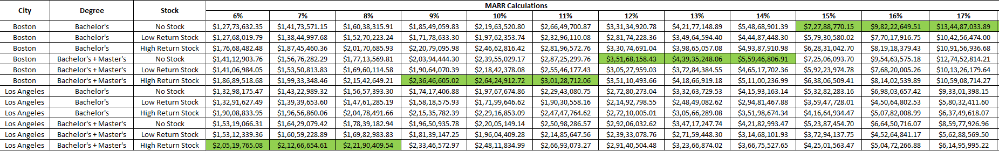 City Degree Stock MARR Calculations
6% 7% 8% 9% 10% 11% 12% 13% 14% 15% 16% 17%
Boston Bachelor's No Stock $1,27,73,632.35 $1,41,73,571.15 $1,60,38,315.91 $1,85,49,059.83 $2,19,63,520.80 $2,66,49,700.87 $3,31,34,920.78 $4,21,77,148.89 $5,48,68,901.39 $7,27,88,770.15 $9,82,22,649.51 $13,44,87,033.89
Boston Bachelor's Low Return Stock $1,27,68,019.79 $1,38,44,997.68 $1,52,70,223.24 $1,71,78,633.30 $1,97,62,353.74 $2,32,96,110.08 $2,81,74,228.36 $3,49,64,594.40 $4,44,87,448.30 $5,79,30,580.02 $7,70,17,916.75 $10,42,56,474.00
Boston Bachelor's High Return Stock $1,76,68,482.48 $1,87,45,460.36 $2,01,70,685.93 $2,20,79,095.98 $2,46,62,816.42 $2,81,96,572.76 $3,30,74,691.04 $3,98,65,057.08 $4,93,87,910.98 $6,28,31,042.70 $8,19,18,379.43 $10,91,56,936.68
Boston Bachelor's + Master's No Stock $1,41,12,903.76 $1,56,76,282.29 $1,77,13,569.81 $2,03,94,444.30 $2,39,55,029.17 $2,87,25,299.76 $3,51,68,158.43 $4,39,35,248.06 $5,59,46,806.91 $7,25,06,093.70 $9,54,63,575.18 $12,74,52,814.21
Boston Bachelor's + Master's Low Return Stock $1,41,06,984.05 $1,53,50,813.83 $1,69,60,114.58 $1,90,64,070.39 $2,18,42,378.08 $2,55,46,177.43 $3,05,27,959.03 $3,72,84,384.55 $4,65,17,702.36 $5,92,23,974.78 $7,68,20,005.26 $10,13,26,179.64
Boston Bachelor's + Master's High Return Stock $1,86,89,518.68 $1,99,33,348.46 $2,15,42,649.21 $2,36,46,605.02 $2,64,24,912.72 $3,01,28,712.06 $3,51,10,493.66 $4,18,66,919.18 $5,11,00,236.99 $6,38,06,509.41 $8,14,02,539.89 $10,59,08,714.27
Los Angeles Bachelor's No Stock $1,32,98,175.47 $1,43,22,989.32 $1,56,57,393.30 $1,74,17,406.88 $1,97,67,674.86 $2,29,43,080.75 $2,72,80,273.04 $3,32,63,729.53 $4,15,93,163.14 $5,32,82,283.16 $6,98,03,657.42 $9,33,01,398.15
Los Angeles Bachelor's Low Return Stock $1,32,91,627.49 $1,39,39,653.60 $1,47,61,285.19 $1,58,18,575.93 $1,71,99,646.62 $1,90,30,558.16 $2,14,92,798.55 $2,48,49,082.62 $2,94,81,467.88 $3,59,47,728.01 $4,50,64,802.53 $5,80,32,411.60
Los Angeles Bachelor's High Return Stock $1,90,08,833.95 $1,96,56,860.06 $2,04,78,491.66 $2,15,35,782.39 $2,29,16,853.09 $2,47,47,764.62 $2,72,10,005.01 $3,05,66,289.08 $3,51,98,674.34 $4,16,64,934.47 $5,07,82,008.99 $6,37,49,618.07
Los Angeles Bachelor's + Master's No Stock $1,53,19,066.31 $1,64,29,079.42 $1,78,39,182.94 $1,96,50,935.78 $2,20,05,149.14 $2,50,98,286.57 $2,92,06,032.62 $3,47,17,247.74 $4,21,82,993.47 $5,23,87,454.70 $6,64,50,716.07 $8,59,77,926.96
Los Angeles Bachelor's + Master's Low Return Stock $1,53,12,339.36 $1,60,59,228.89 $1,69,82,983.83 $1,81,39,147.25 $1,96,04,409.28 $2,14,85,647.56 $2,39,33,078.76 $2,71,59,448.30 $3,14,68,101.93 $3,72,94,137.75 $4,52,64,841.17 $5,62,88,569.50
Los Angeles Bachelor's + Master's High Return Stock $2,05,19,765.08 $2,12,66,654.61 $2,21,90,409.54 $2,33,46,572.97 $2,48,11,834.99 $2,66,93,073.27 $2,91,40,504.48 $3,23,66,874.02 $3,66,75,527.65 $4,25,01,563.47 $5,04,72,266.88 $6,14,95,995.22